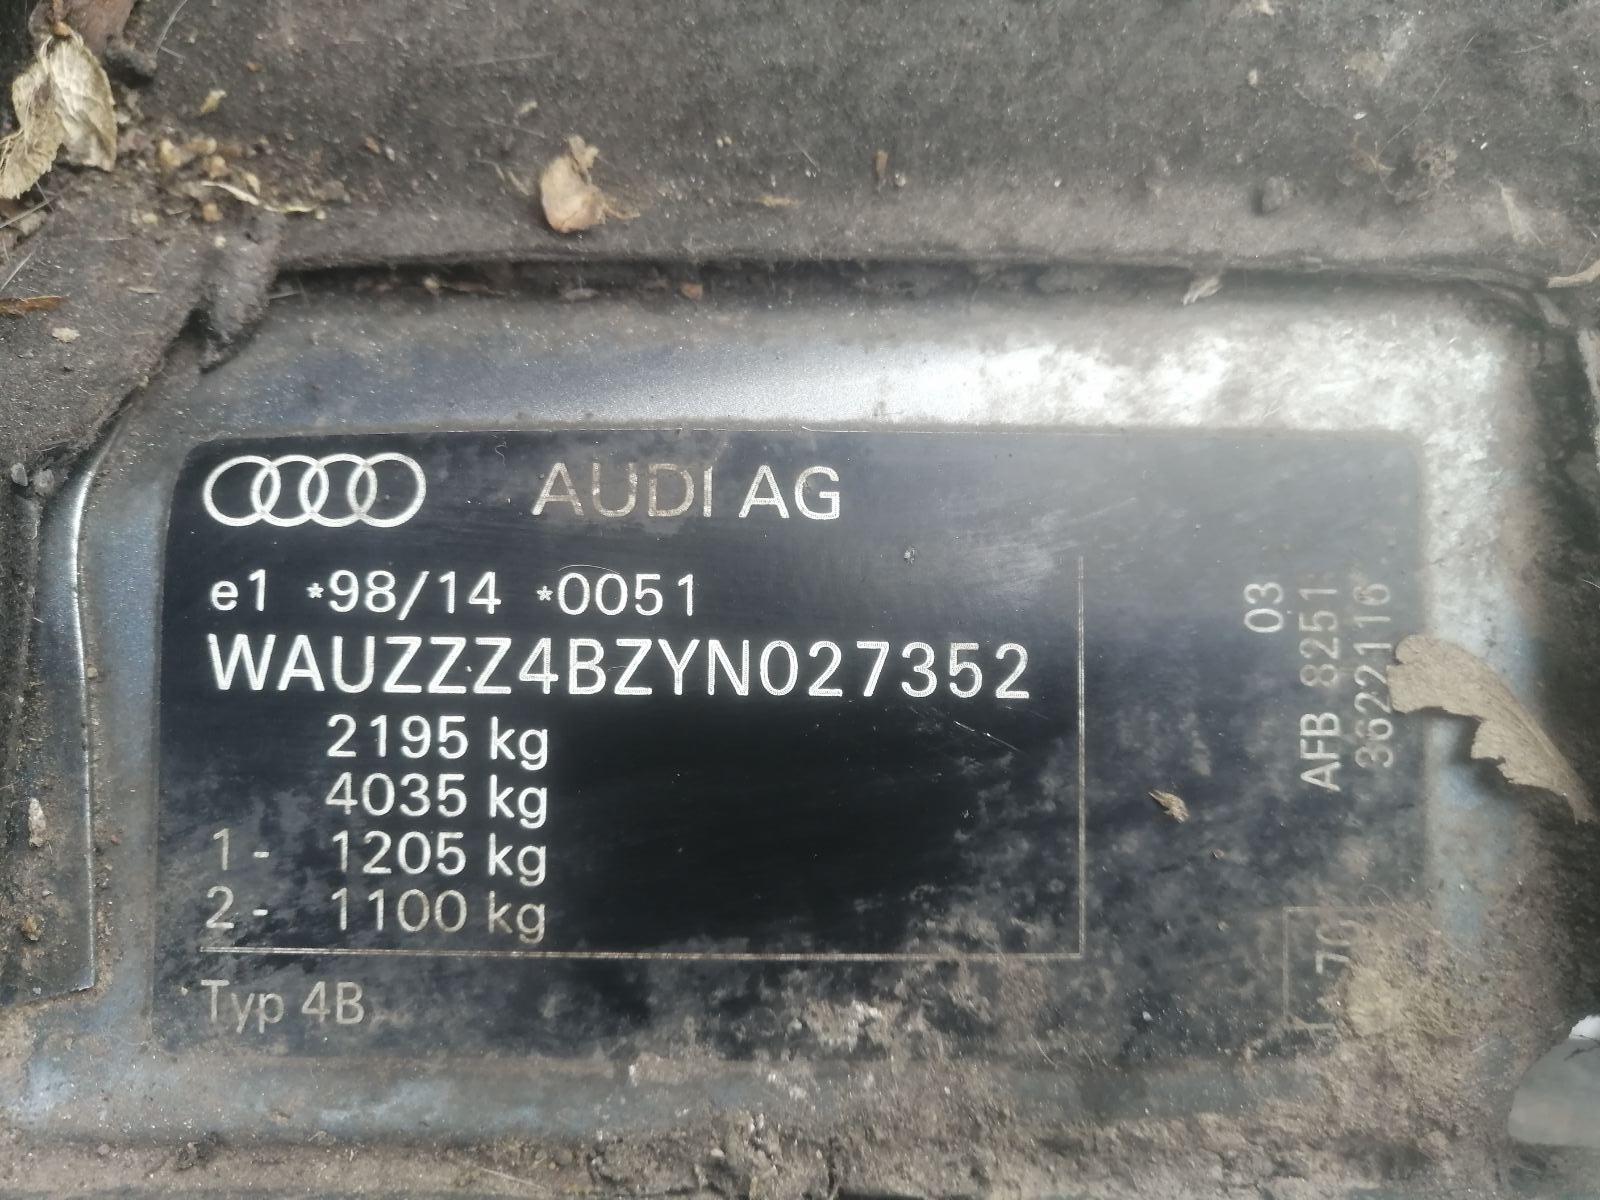 AUDI AG
e1 *98/14 *0051
WAUZZZ4BZYN027352
2195 kg
4035 kg
1- 1205 kg
2- 1100 kg
Typ 4B
03
AFB 8251
3622116
70